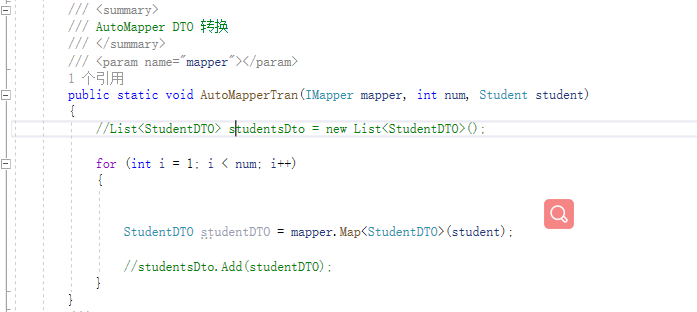 /// <summary>
/// AutoMapper DTO 转换
/// </summary>
/// <param name="mapper"></param>
1 个引用
public static void AutoMapperTran(IMapper mapper, int num, Student student)
{
//List<StudentDTO> studentsDto = new List<StudentDTO>();
for (int i = 1; i < num; i++)
{
StudentDTO studentDTO = mapper.Map<StudentDTO>(student);
//studentsDto.Add(studentDTO);
}
}